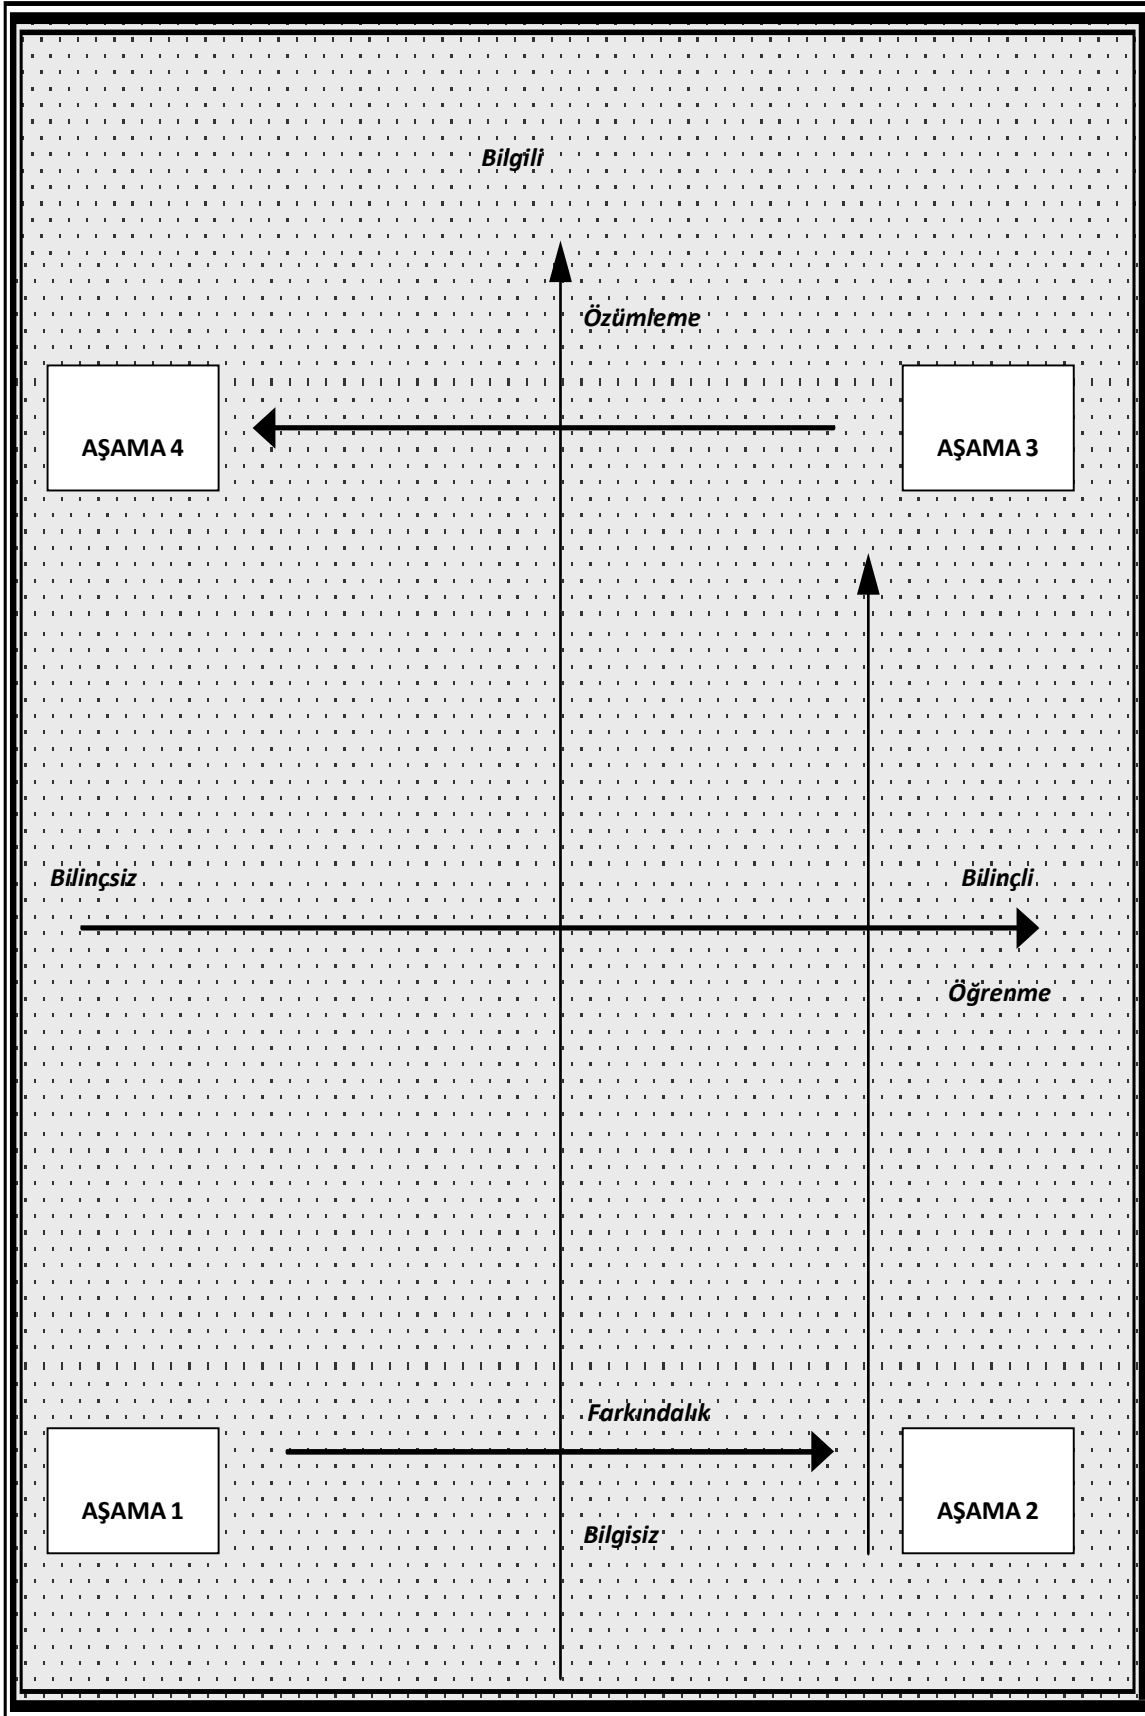 Bilgili
Özümleme
AŞAMA 4
AŞAMA 3
Bilinçsiz
Bilinçli
Öğrenme
Farkındalık
AŞAMA 1
AŞAMA 2
Bilgisiz